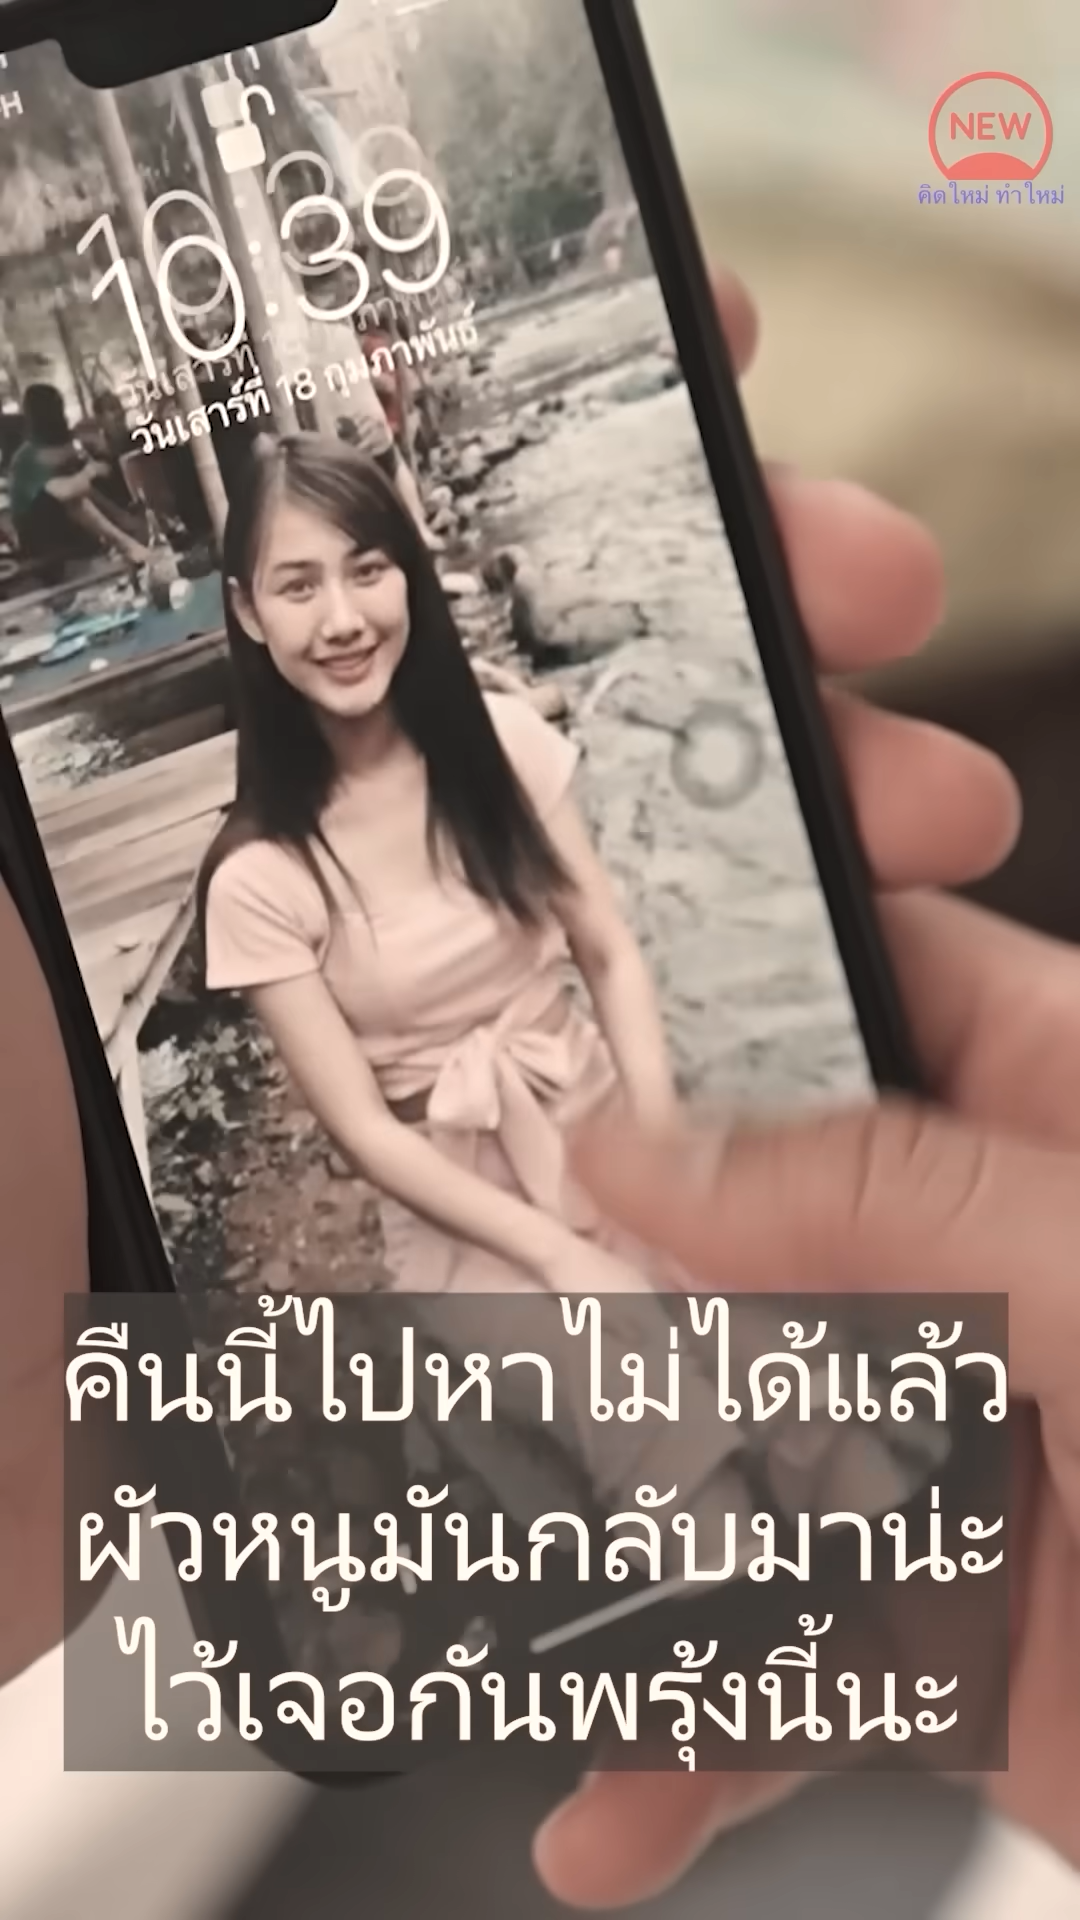 NEW
คิดใหม่ ทำใหม่
10:39
วันเสาร์ที่ 18 กุมภาพันธ์
คืนนี้ไปหาไม่ได้แล้ว
ผัวหนูมันกลับมาน่ะ
ไว้เจอกันพรุ้งนี้นะ